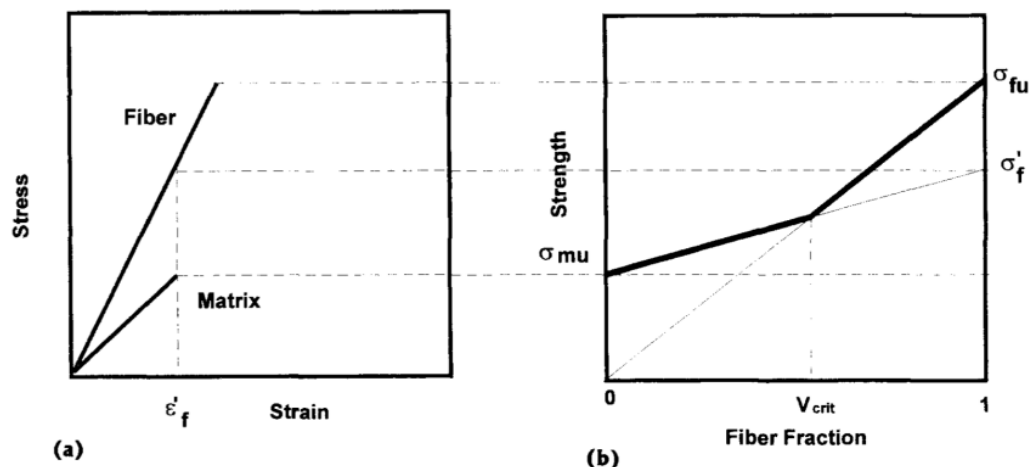 Stress
Fiber
Matrix
ε'f
Strain
(a)
Strength
σfu
σ'f
σmu
0
Vcrit
1
Fiber Fraction
(b)